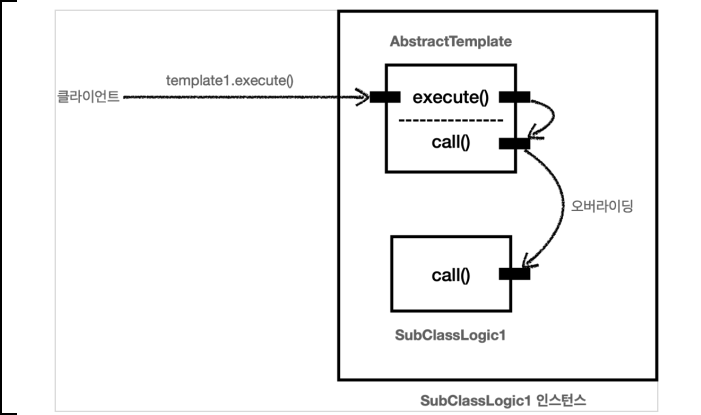 AbstractTemplate
template1.execute()
클라이언트
execute()
call()
오버라이딩
call()
SubClassLogic1
SubClassLogic1 인스턴스